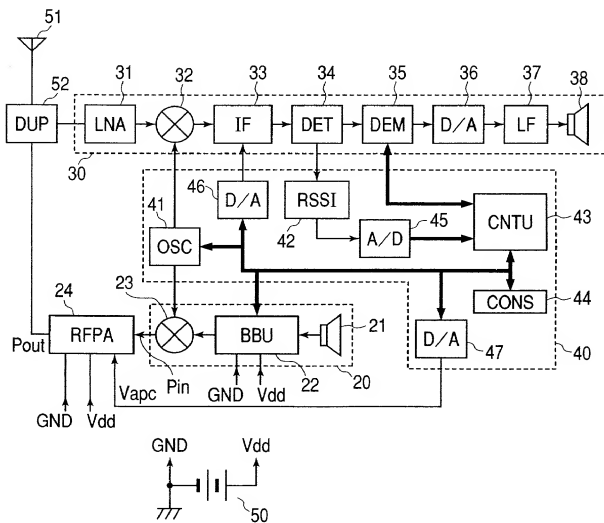 51
52
31
32
33
34
35
36
37
38
DUP
LNA
IF
DET
DEM
D/A
LF
30
46
D/A
RSSI
42
45
A/D
CNTU
43
41
OSC
CONS
44
24
23
21
RFPA
BBU
22
20
D/A
47
40
Pout
Pin
Vapc
GND
Vdd
GND
Vdd
GND
Vdd
50